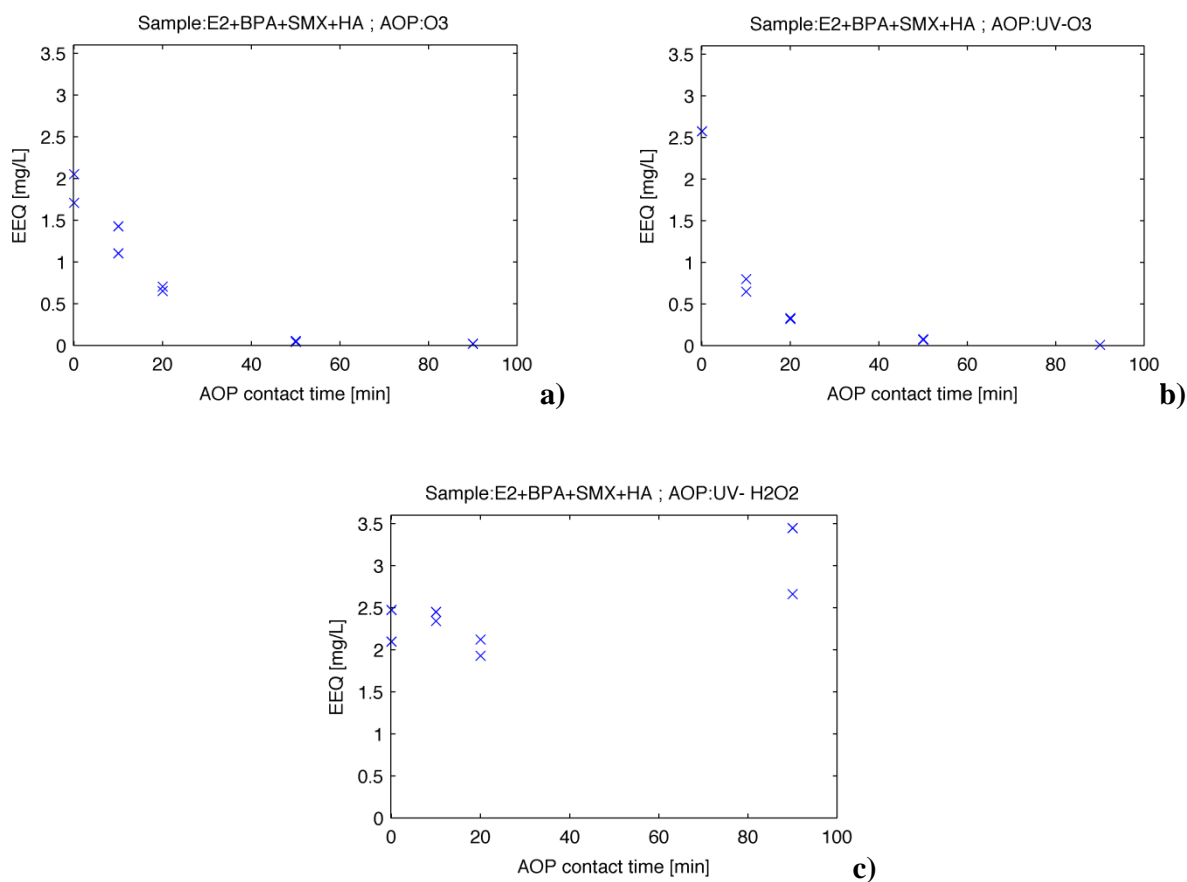 Sample:E2+BPA+SMX+HA ; AOP:O3
3.5
3
2.5
2
1.5
1
0.5
0
EEQ [mg/L]
0 20 40 60 80 100
AOP contact time [min]
a)
Sample:E2+BPA+SMX+HA ; AOP:UV-O3
3.5
3
2.5
2
1.5
1
0.5
0
EEQ [mg/L]
0 20 40 60 80 100
AOP contact time [min]
b)
Sample:E2+BPA+SMX+HA ; AOP:UV- H2O2
3.5
3
2.5
2
1.5
1
0.5
0
EEQ [mg/L]
0 20 40 60 80 100
AOP contact time [min]
c)